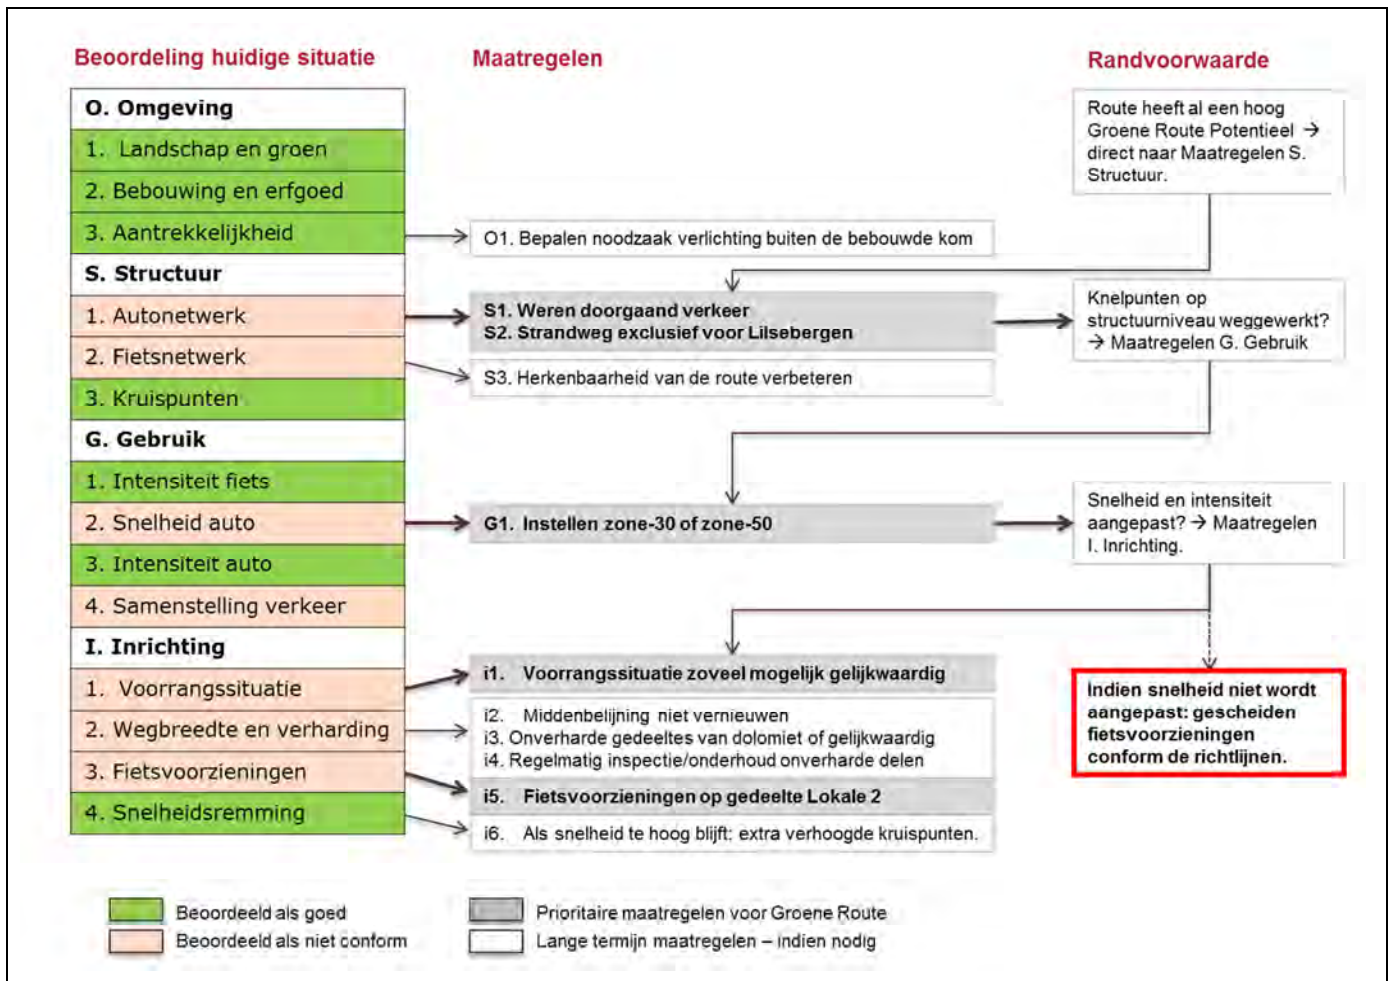 Beoordeling huidige situatie
O. Omgeving
1. Landschap en groen
2. Bebouwing en erfgoed
3. Aantrekkelijkheid
S. Structuur
1. Autonetwerk
2. Fietsnetwerk
3. Kruispunten
G. Gebruik
1. Intensiteit fiets
2. Snelheid auto
3. Intensiteit auto
4. Samenstelling verkeer
I. Inrichting
1. Voorrangssituatie
2. Wegbreedte en verharding
3. Fietsvoorzieningen
4. Snelheidsremming
Maatregelen
O1. Bepalen noodzaak verlichting buiten de bebouwde kom
S1. Weren doorgaand verkeer
S2. Strandweg exclusief voor Lilsebergen
S3. Herkenbaarheid van de route verbeteren
G1. Instellen zone-30 of zone-50
i1. Voorrangssituatie zoveel mogelijk gelijkwaardig
i2. Middenbelijning niet vernieuwen
i3. Onverharde gedeeltes van dolomiet of gelijkwaardig
i4. Regelmatig inspectie/onderhoud onverharde delen
i5. Fietsvoorzieningen op gedeelte Lokale 2
i6. Als snelheid te hoog blijft: extra verhoogde kruispunten.
Randvoorwaarde
Route heeft al een hoog
Groene Route Potentieel →
direct naar Maatregelen S.
Structuur.
Knelpunten op
structuurniveau weggewerkt?
→ Maatregelen G. Gebruik
Snelheid en intensiteit
aangepast? → Maatregelen
I. Inrichting.
Indien snelheid niet wordt
aangepast: gescheiden
fietsvoorzieningen
conform de richtlijnen.
Beoordeeld als goed
Beoordeeld als niet conform
Prioritaire maatregelen voor Groene Route
Lange termijn maatregelen – indien nodig